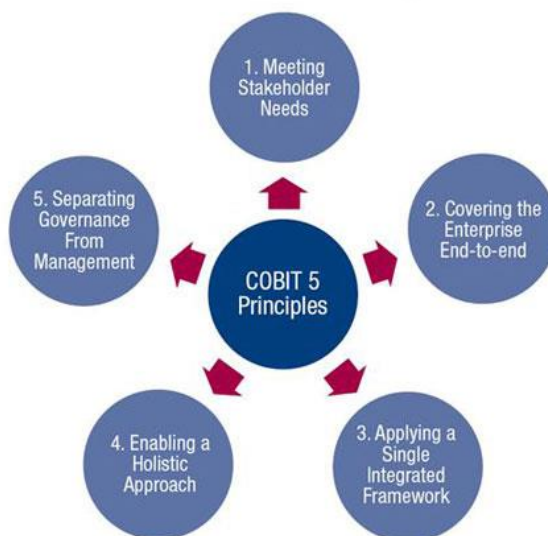 1. Meeting
Stakeholder
Needs
5. Separating
Governance
From
Management
2. Covering the
Enterprise
End-to-end
COBIT 5
Principles
4. Enabling a
Holistic
Approach
3. Applying a
Single
Integrated
Framework